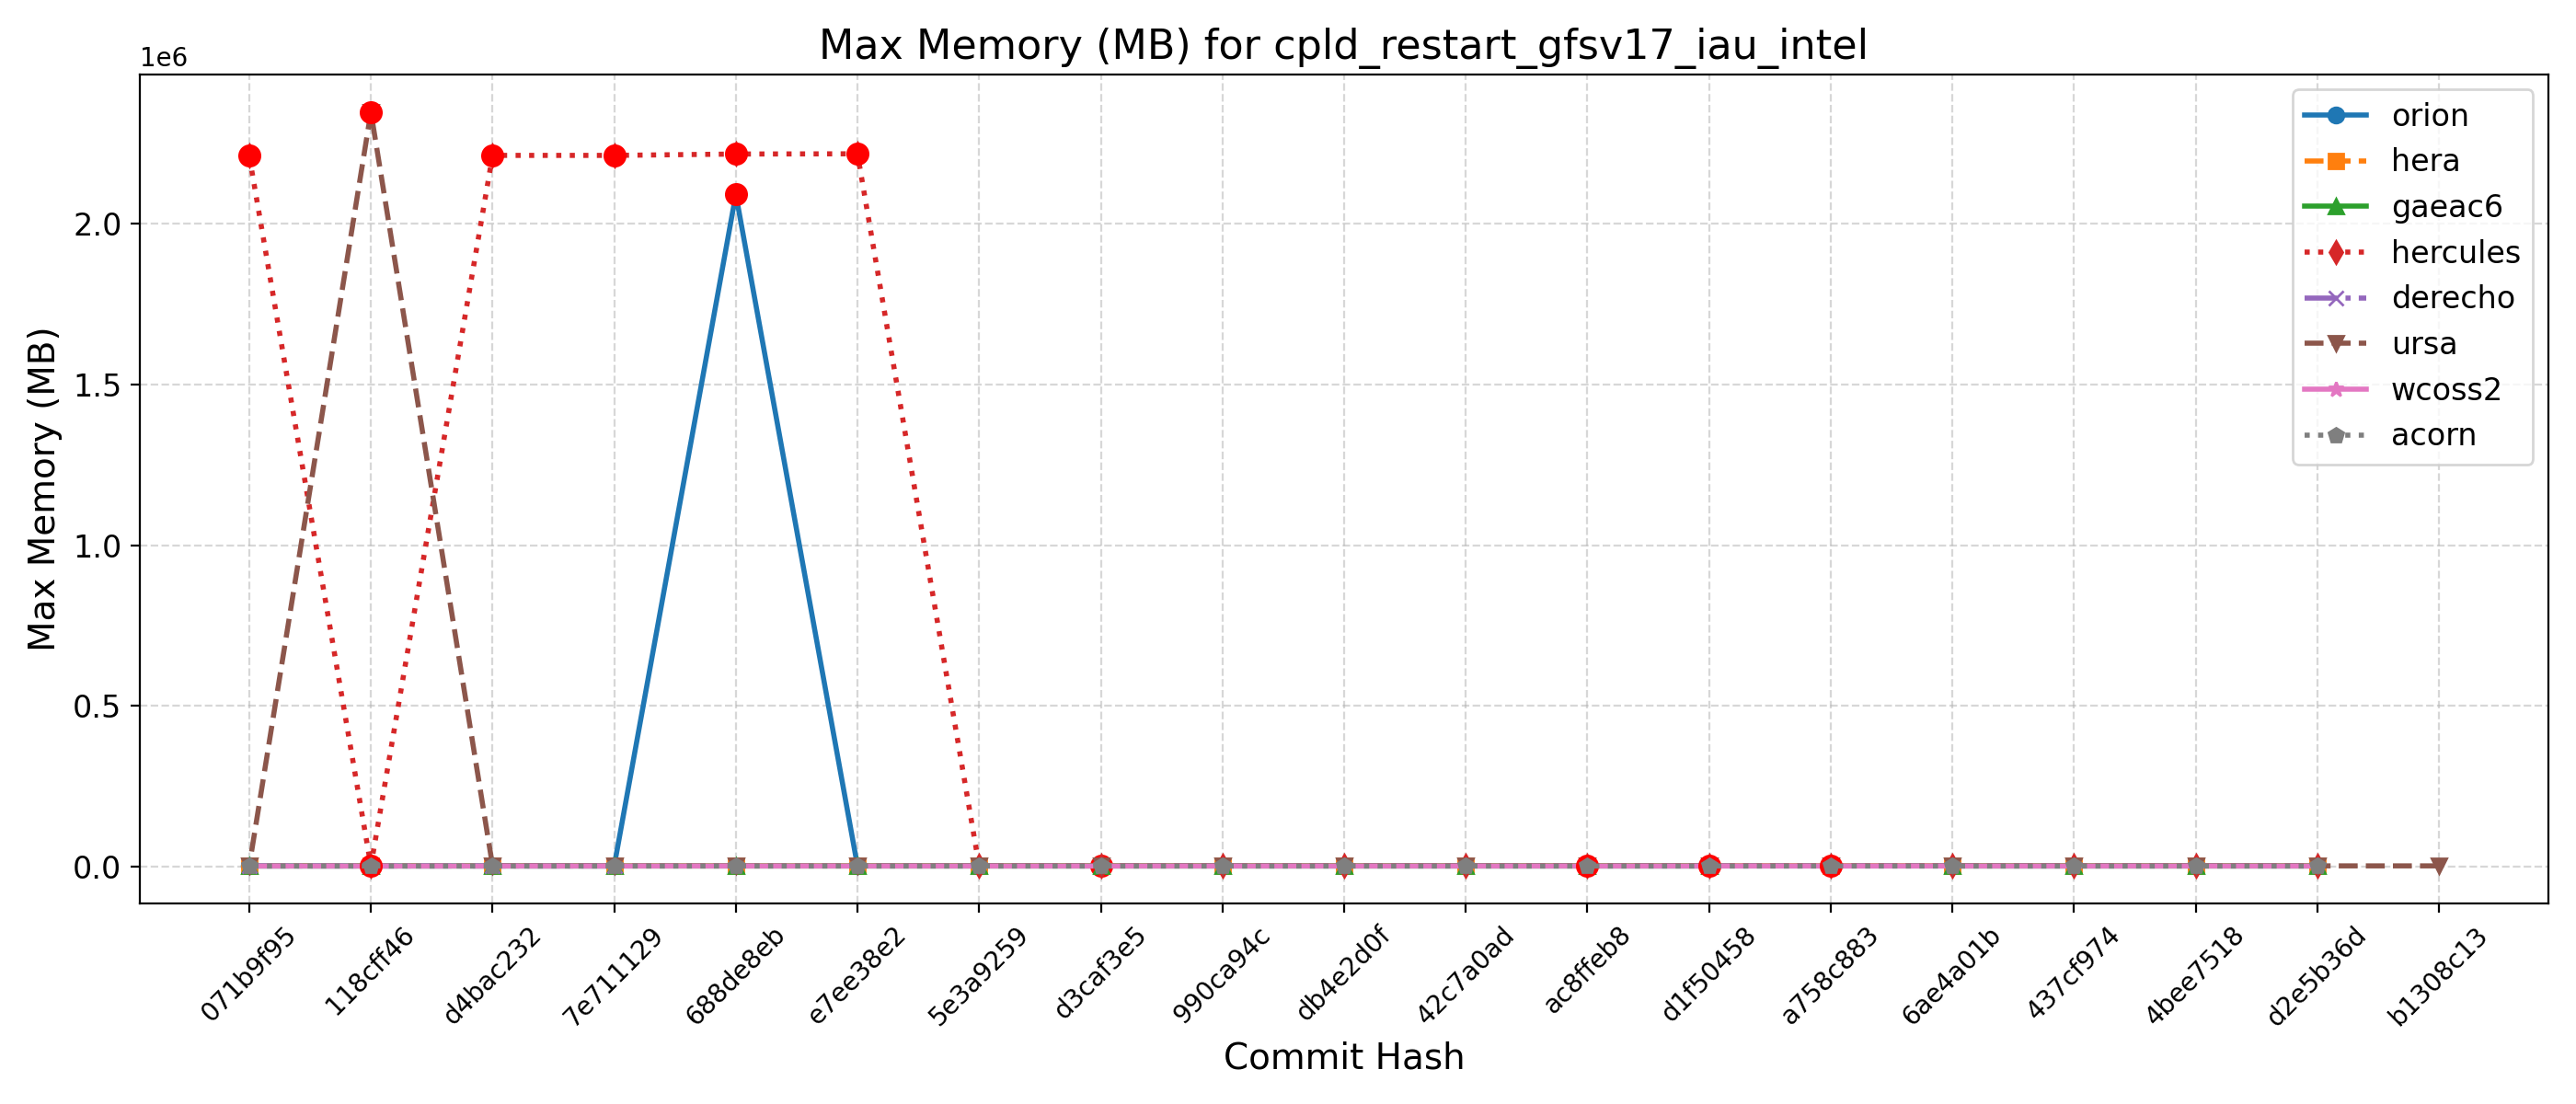 Max Memory (MB) for cpld_restart_gfsv17_iau_intel
1e6
Max Memory (MB)
2.0
1.5
1.0
0.5
0.0
orion
hera
gaeac6
hercules
derecho
ursa
wcoss2
acorn
071b9f95
118cff46
d4bac232
7e711129
688de8eb
e7ee38e2
5e3a9259
d3caf3e5
990ca94c
db4e2d0f
42c7a0ad
ac8ffeb8
d1f50458
a758c883
6ae4a01b
437cf974
4bee7518
d2e5b36d
b1308c13
Commit Hash